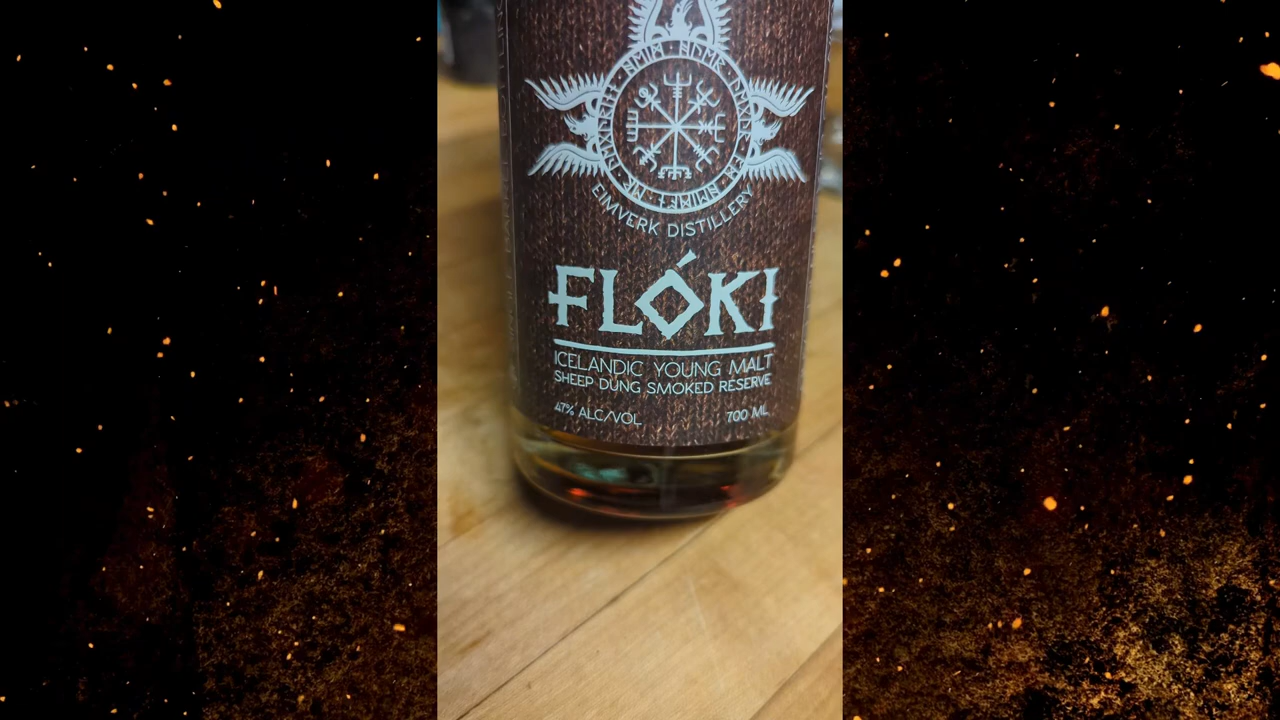 EIMVERK DISTILLERY
FLÓKI
ICELANDIC YOUNG MALT
SHEEP DUNG SMOKED RESERVE
47% ALC/VOL 700 ML